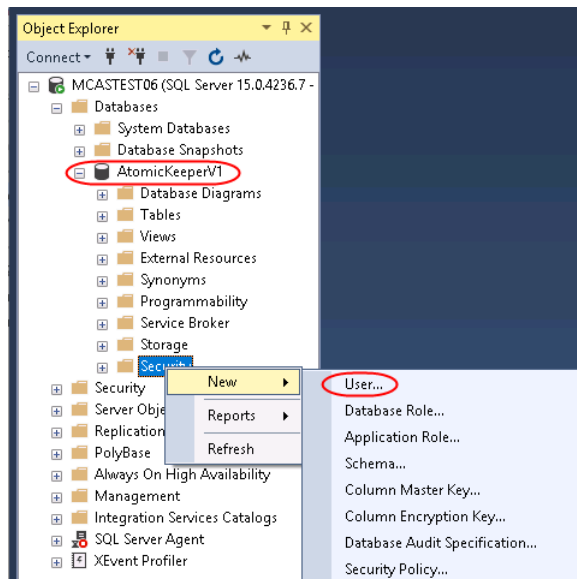 Object Explorer
Connect
MCASTEST06 (SQL Server 15.0.4236.7 -
Databases
System Databases
Database Snapshots
AtomicKeeperV1
Database Diagrams
Tables
Views
External Resources
Synonyms
Programmability
Service Broker
Storage
Security
New
User...
Security
Database Role...
Server Obje
Reports
Application Role...
Replication
Refresh
Schema...
PolyBase
Always On High Availability
Column Master Key...
Management
Column Encryption Key...
Integration Services Catalogs
Database Audit Specification...
SQL Server Agent
XEvent Profiler
Security Policy...